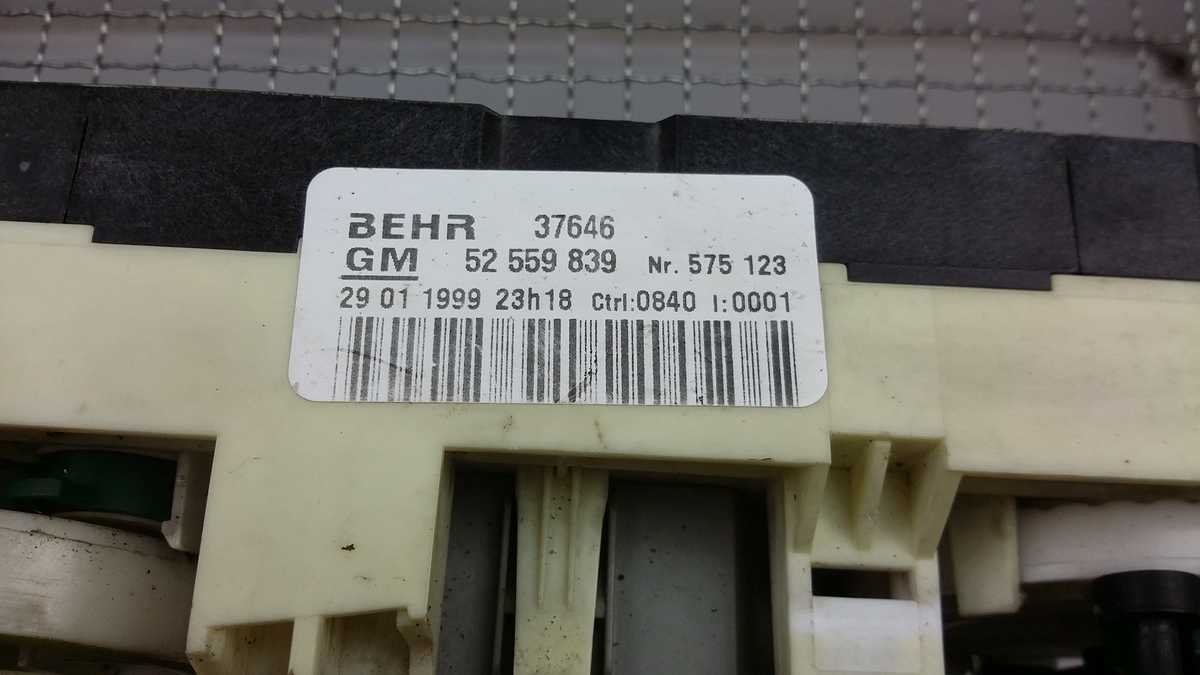 BEHR 37646
GM 52 559 839 Nr. 575 123
29 01 1999 23h18 Ctrl:0840 I:0001